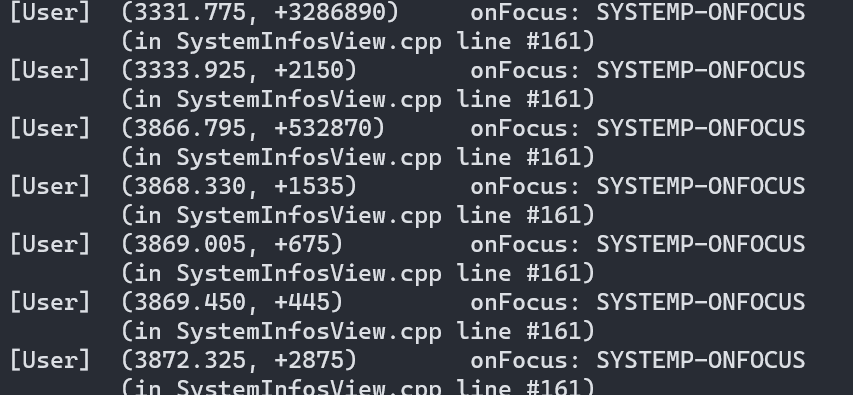 [User] (3331.775, +3286890) onFocus: SYSTEMP-ONFOCUS
(in SystemInfosView.cpp line #161)
[User] (3333.925, +2150) onFocus: SYSTEMP-ONFOCUS
(in SystemInfosView.cpp line #161)
[User] (3866.795, +532870) onFocus: SYSTEMP-ONFOCUS
(in SystemInfosView.cpp line #161)
[User] (3868.330, +1535) onFocus: SYSTEMP-ONFOCUS
(in SystemInfosView.cpp line #161)
[User] (3869.005, +675) onFocus: SYSTEMP-ONFOCUS
(in SystemInfosView.cpp line #161)
[User] (3869.450, +445) onFocus: SYSTEMP-ONFOCUS
(in SystemInfosView.cpp line #161)
[User] (3872.325, +2875) onFocus: SYSTEMP-ONFOCUS
(in SystemInfosView.cpp line #161)